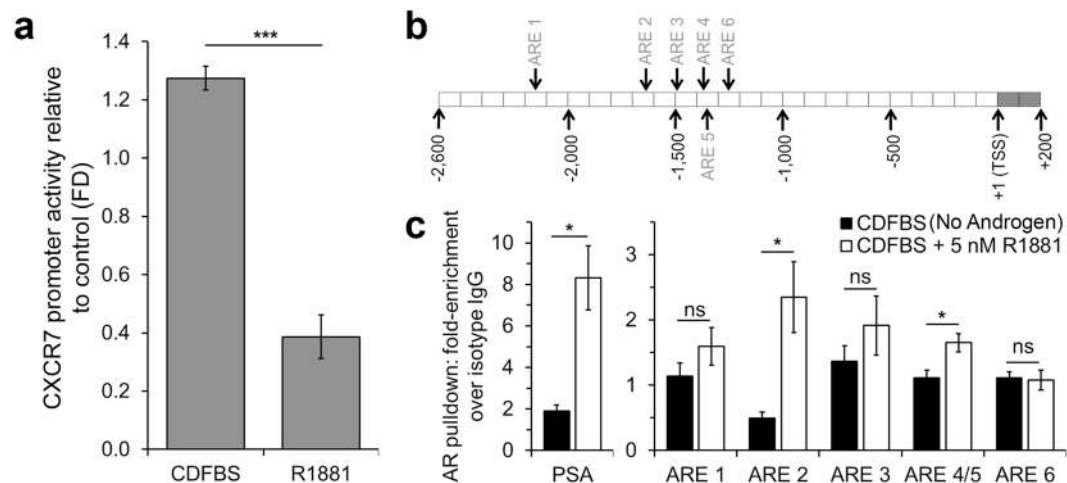 a
CXCR7 promoter activity relative
to control (FD)
1.4
1.2
1.0
0.8
0.6
0.4
0.2
0.0
***
CDFBS
R1881
b
ARE 1
ARE 2
ARE 3
ARE 4
ARE 6
-2,600
-2,000
-1,500
ARE 5
-1,000
-500
+1 (TSS)
+200
c
CDFBS (No Androgen)
CDFBS + 5 nM R1881
AR pulldown: fold-enrichment
over isotype IgG
10
8
6
4
2
0
*
PSA
3
2
1
0
ns
*
ns
*
ns
ARE 1
ARE 2
ARE 3
ARE 4/5
ARE 6